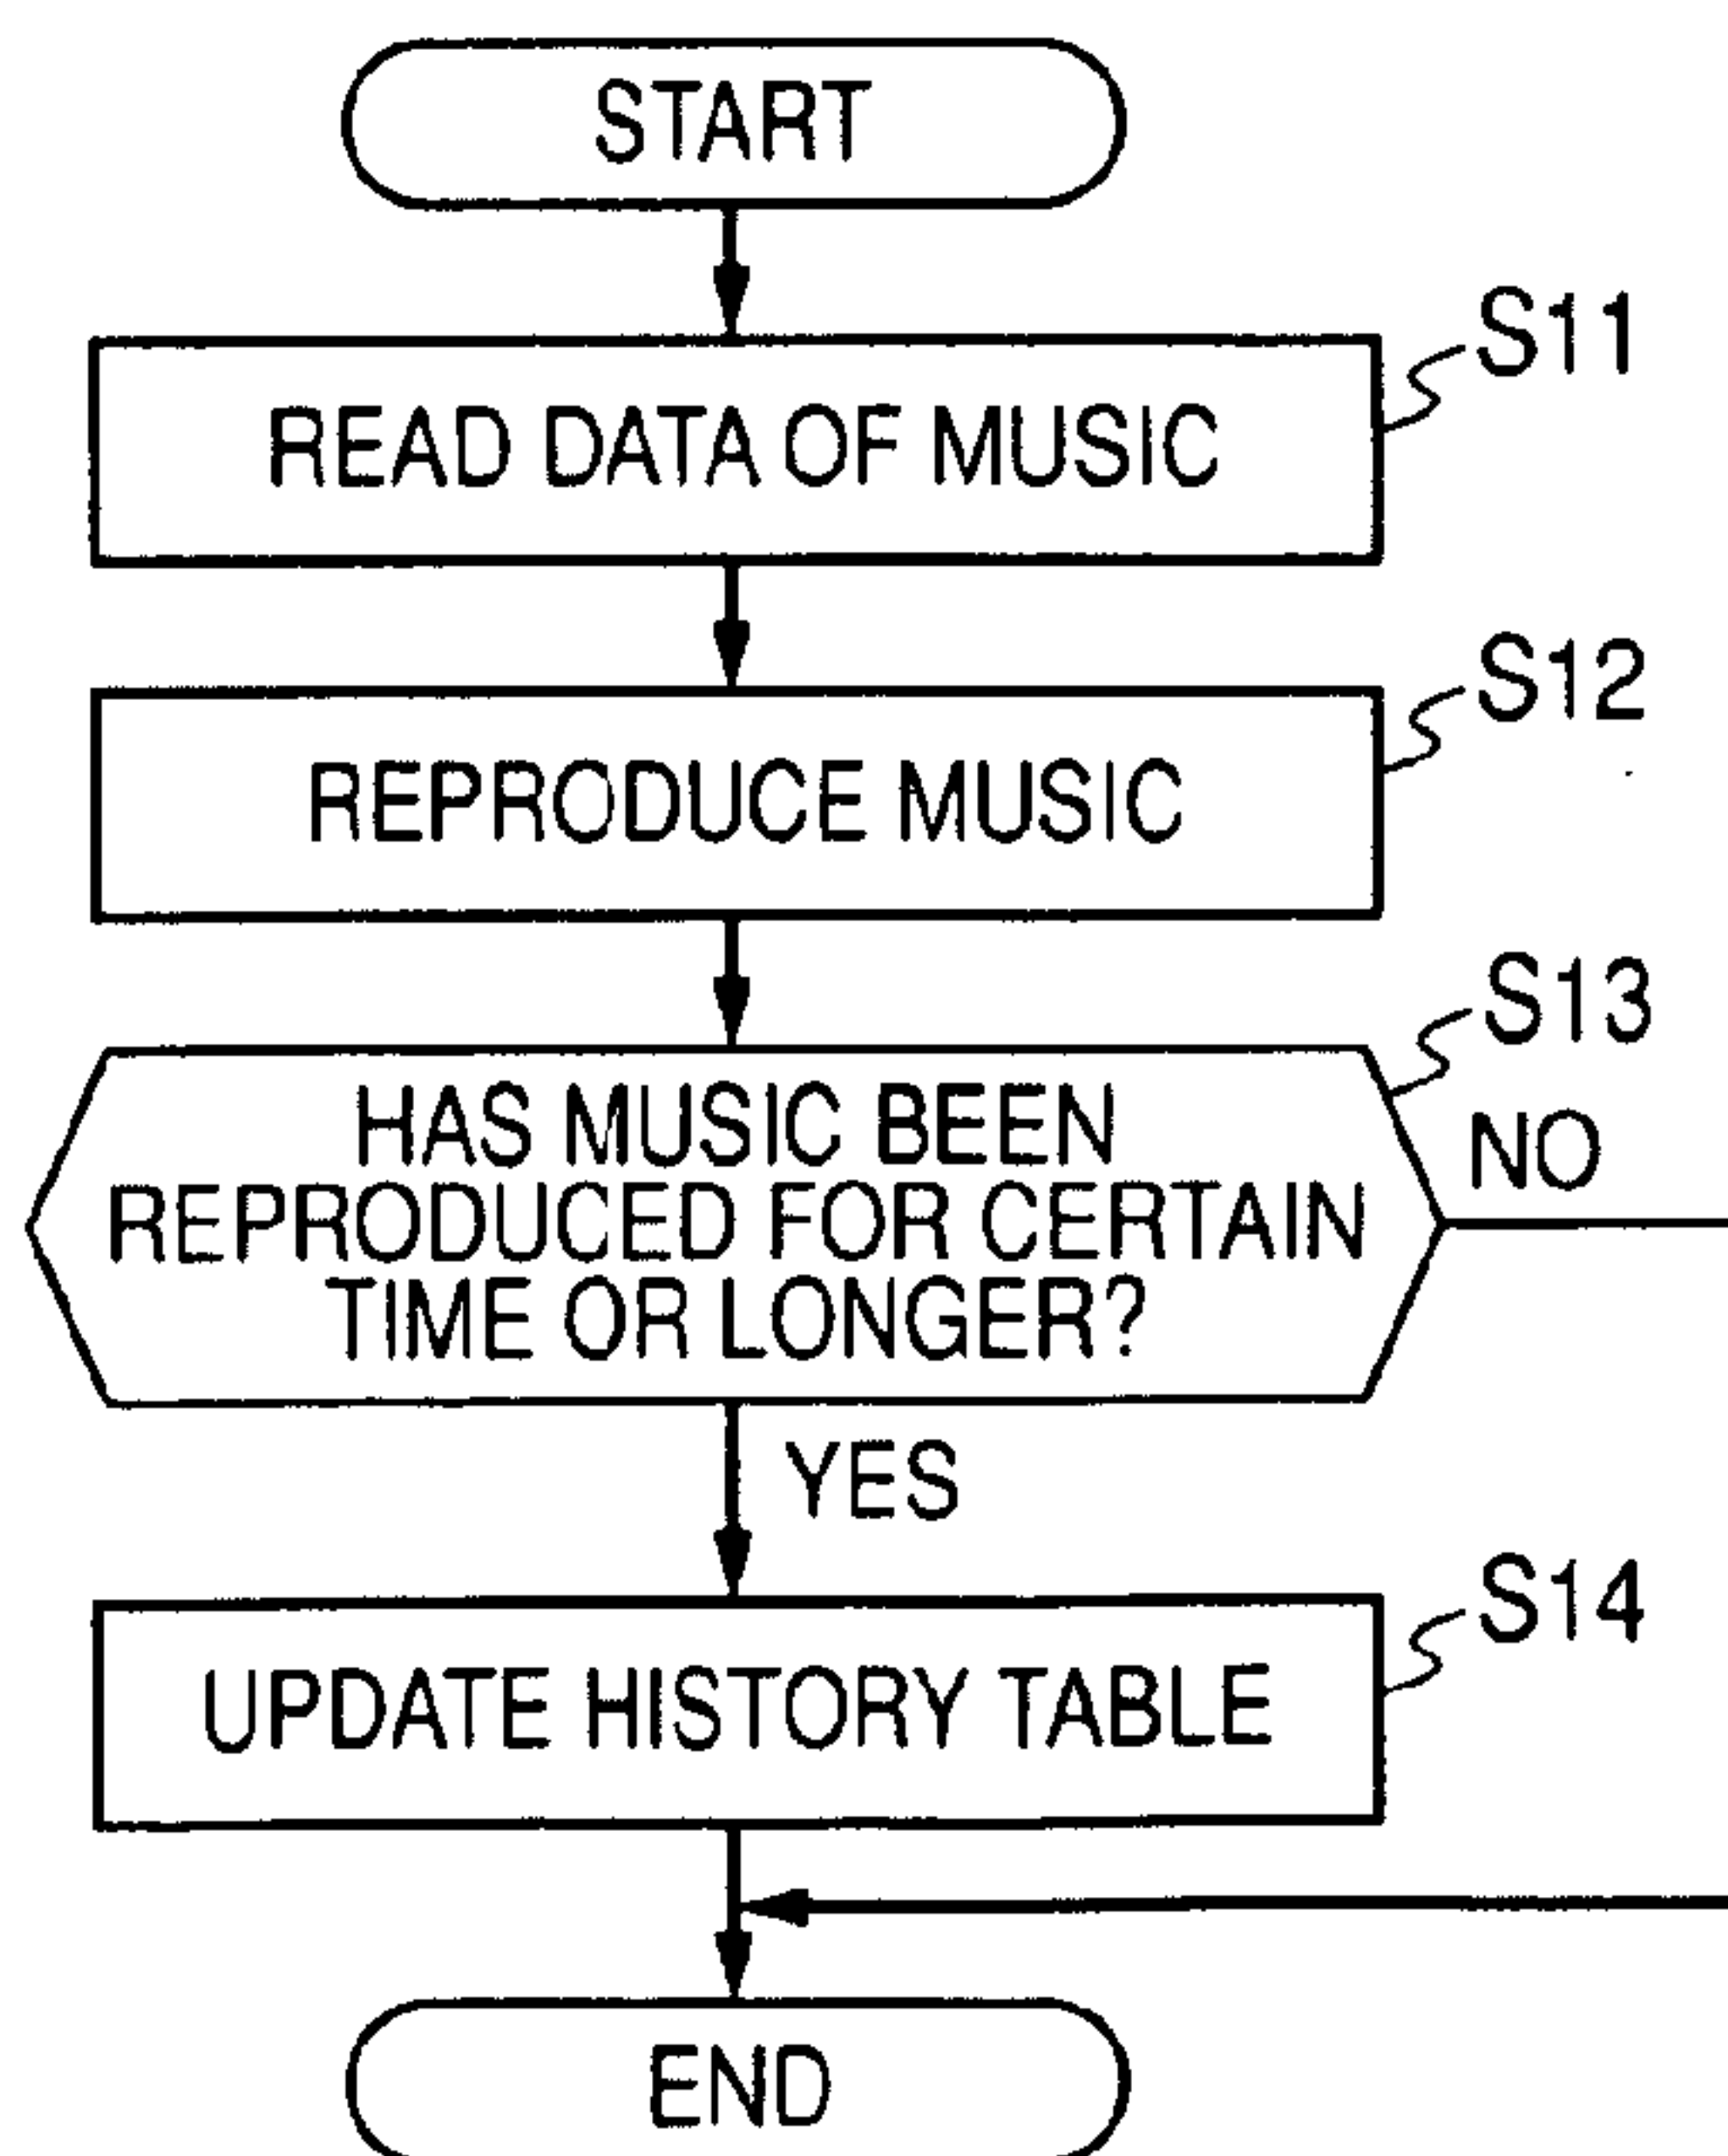 START
S11
READ DATA OF MUSIC
S12
REPRODUCE MUSIC
S13
HAS MUSIC BEEN
REPRODUCED FOR CERTAIN
TIME OR LONGER?
NO
YES
S14
UPDATE HISTORY TABLE
END